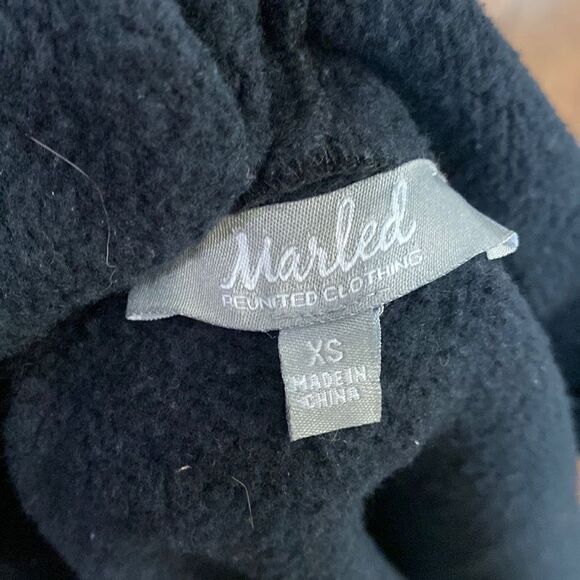 Marled
REUNITED CLOTHING
XS
MADE IN
CHINA